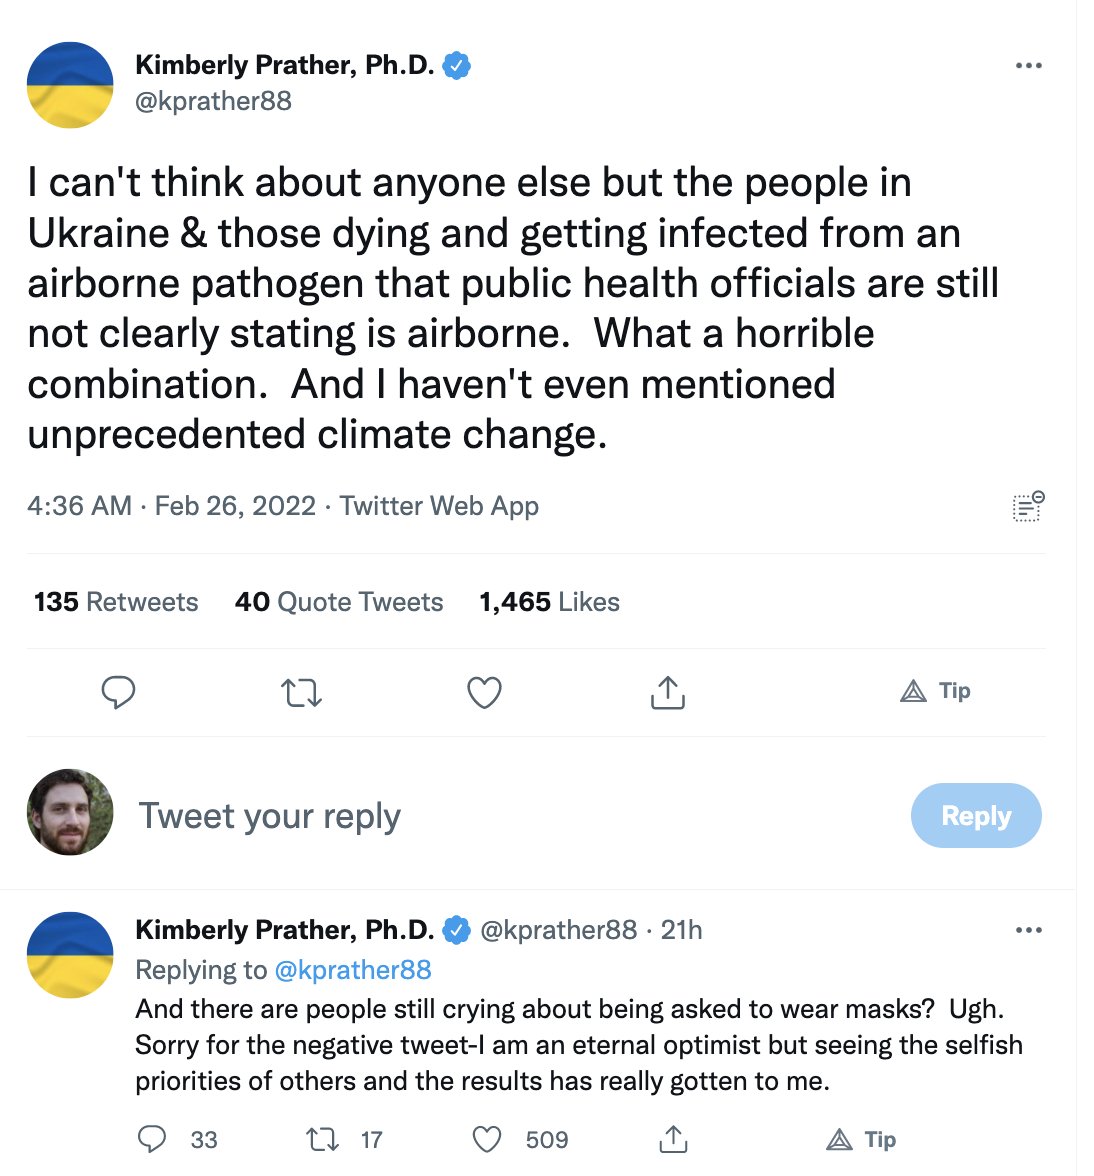 Kimberly Prather, Ph.D.
@kprather88
I can't think about anyone else but the people in
Ukraine & those dying and getting infected from an
airborne pathogen that public health officials are still
not clearly stating is airborne.  What a horrible
combination.  And I haven't even mentioned
unprecedented climate change.
4:36 AM · Feb 26, 2022 · Twitter Web App
135 Retweets 40 Quote Tweets 1,465 Likes
Tip
Tweet your reply Reply
Kimberly Prather, Ph.D. @kprather88 · 21h
Replying to @kprather88
And there are people still crying about being asked to wear masks?  Ugh.
Sorry for the negative tweet-I am an eternal optimist but seeing the selfish
priorities of others and the results has really gotten to me.
33 17 509 Tip